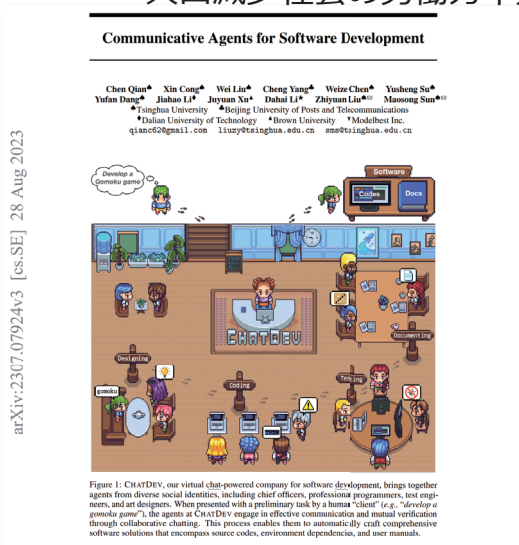 Communicative Agents for Software Development
Chen Qian♠ Xin Cong♠ Wei Liu♠ Cheng Yang♣ Weize Chen♠ Yusheng Su♠
Yufan Dang♠ Jiahao Li♦ Juyuan Xu▲ Dahai Li★ Zhiyuan Liu♠✉ Maosong Sun♠✉
♠Tsinghua University ♣Beijing University of Posts and Telecommunications
♦Dalian University of Technology ▲Brown University ▼Modelbest Inc.
qianc62@gmail.com liuzy@tsinghua.edu.cn sms@tsinghua.edu.cn
arXiv:2307.07924v3 [cs.SE] 28 Aug 2023
Develop a
Gomoku game
Software
Codes
Docs
CHATDEV
Designing
Coding
Testing
Documenting
gomoku
Figure 1: CHATDEV, our virtual chat-powered company for software development, brings together
agents from diverse social identities, including chief officers, professional programmers, test engi-
neers, and art designers. When presented with a preliminary task by a human “client” (e.g., “develop a
gomoku game”), the agents at CHATDEV engage in effective communication and mutual verification
through collaborative chatting. This process enables them to automatically craft comprehensive
software solutions that encompass source codes, environment dependencies, and user manuals.